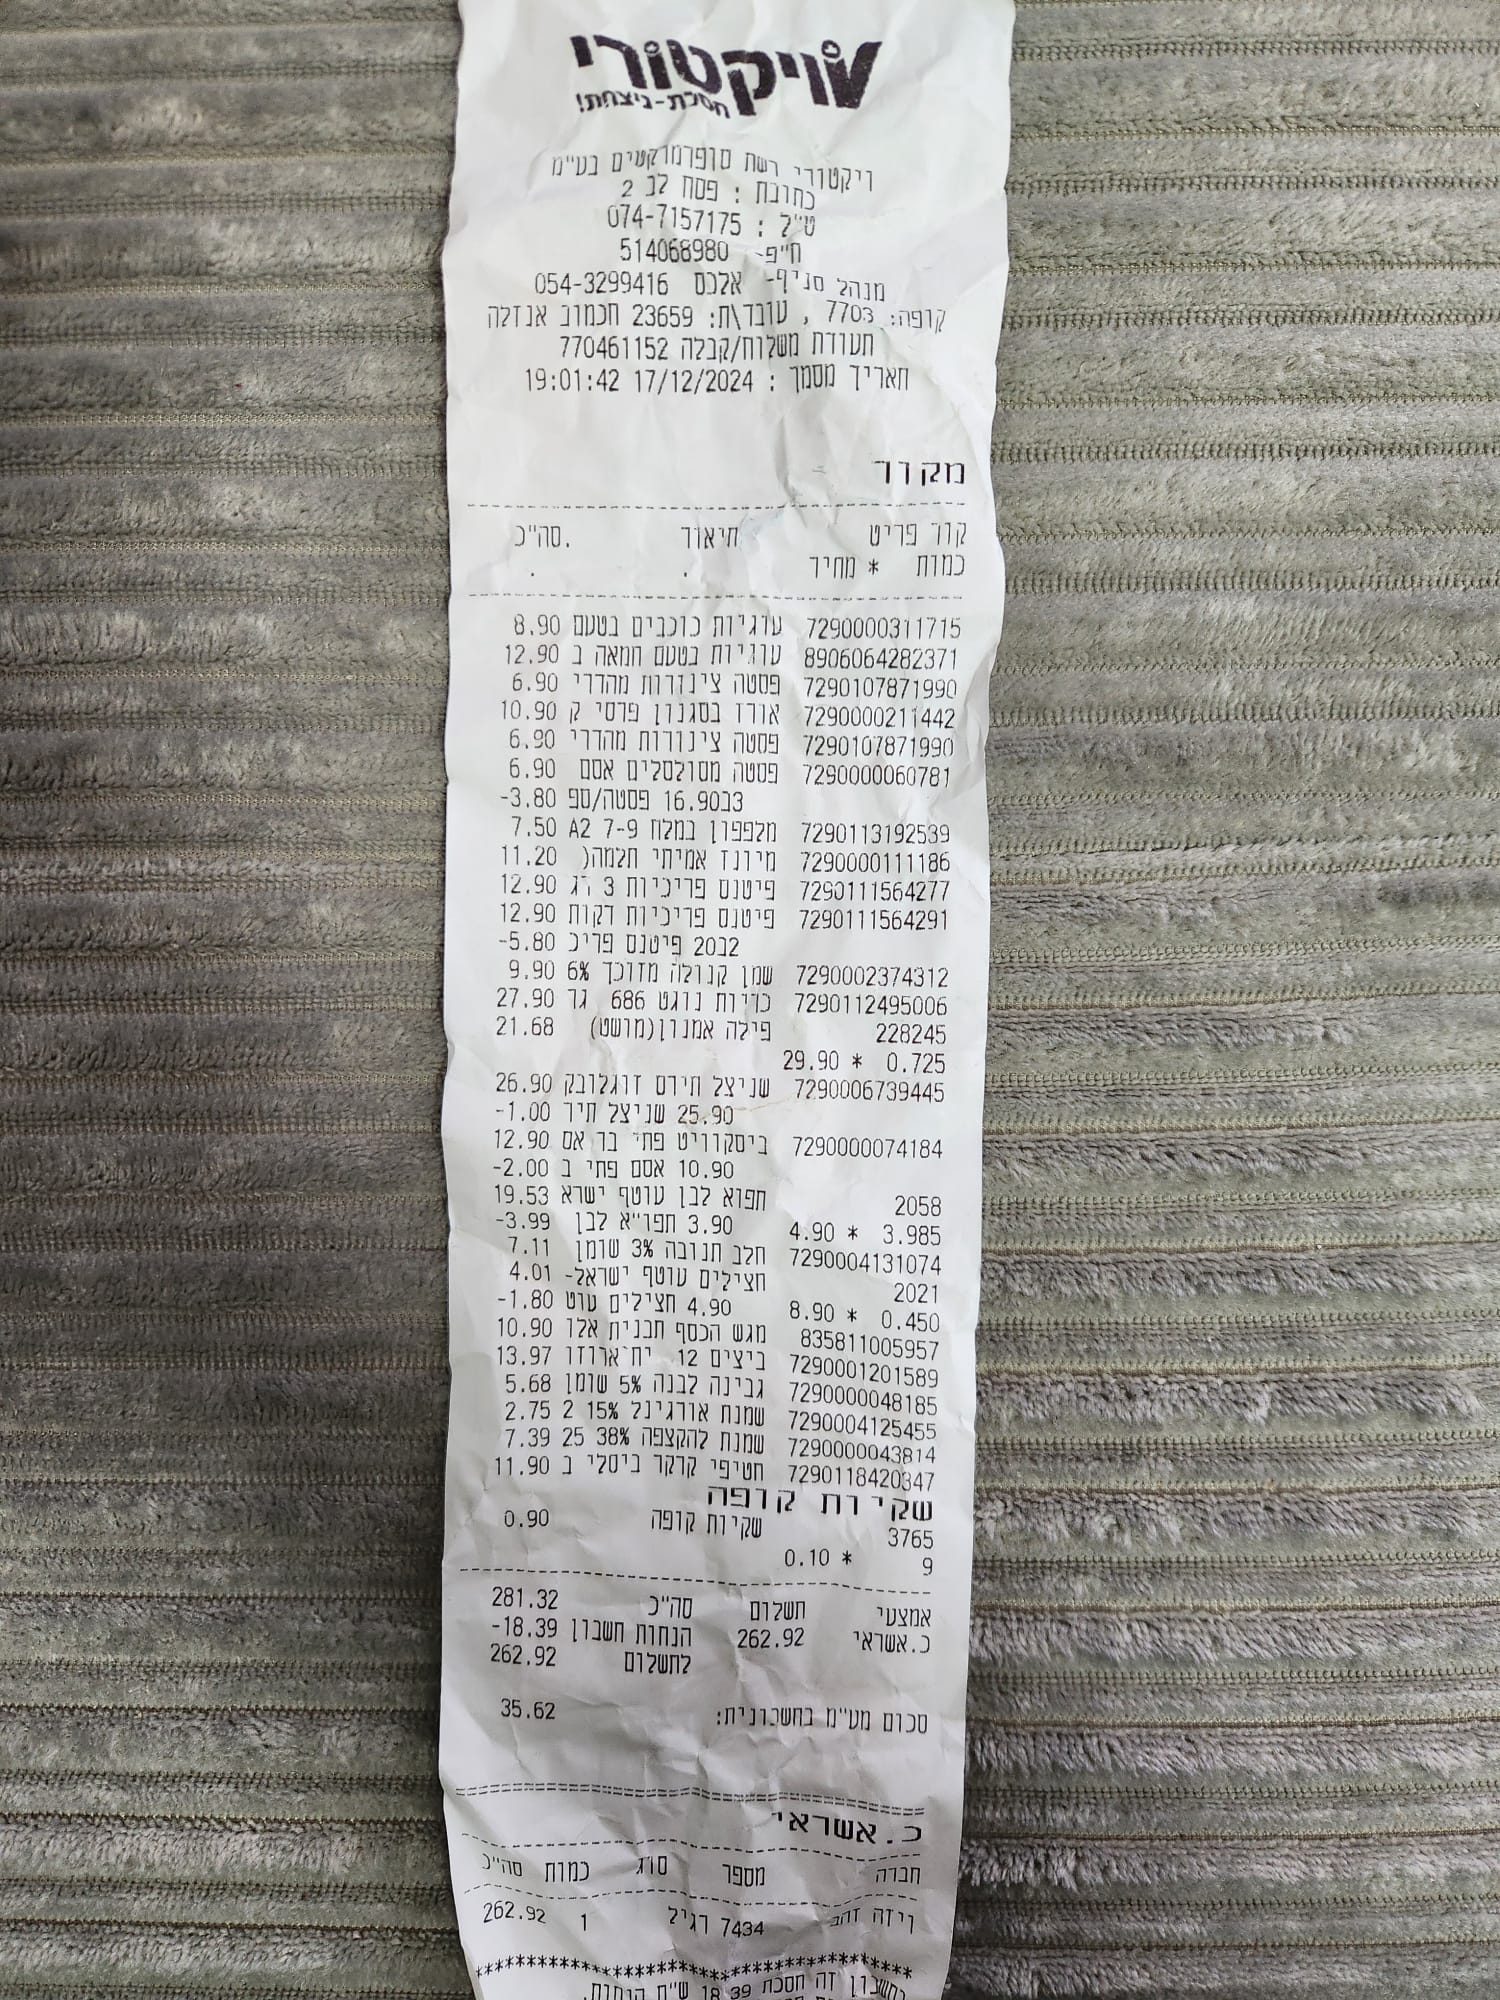 ויקטורי
חסכת-ניצחת!
ויקטורי רשת סופרמרקטים בע"מ
כתובת : פסח לב 2
ט"ל : 074-7157175
ח"פ- 514068980
מנהל סניף- אלכס 054-3299416
קופה: 7703 , עובד\ת: 23659 חכמוב אנזלה
תעודת משלוח/קבלה 770461152
תאריך מסמך : 17/12/2024 19:01:42
מקור
קוד פריט תיאור סה"כ.
כמות * מחיר . .
7290000311715 עוגיות כוכבים בטעם 8.90
8906064282371 עוגיות בטעם חמאה ב 12.90
7290107871990 פסטה צינורות מהדרי 6.90
7290000211442 אורז בסגנון פרסי ק 10.90
7290107871990 פסטה צינורות מהדרי 6.90
7290000060781 פסטה מסולסלים אסם 6.90
3ב16.90 פסטה/ספ -3.80
7290113192539 מלפפון במלח 7-9 A2 7.50
7290000111186 מיונז אמיתי תלמה( 11.20
7290111564277 פיטנס פריכיות 3 דג 12.90
7290111564291 פיטנס פריכיות דקות 12.90
2ב20 פיטנס פריכ -5.80
7290002374312 שמן קנולה מזוכך 6% 9.90
7290112495006 כריות נוגט 686 גר 27.90
228245 פילה אמנון(מושט) 21.68
0.725 * 29.90
7290006739445 שניצל תירס זוגלובק 26.90
25.90 שניצל תיר -1.00
7290000074184 ביסקוויט פתי בר אס 12.90
10.90 אסם פתי ב -2.00
2058 תפוא לבן עוטף ישרא 19.53
3.985 * 4.90
3.90 תפו"א לבן -3.99
7290004131074 חלב תנובה 3% שומן 7.11
2021 חצילים עוטף ישראל- 4.01
0.450 * 8.90
4.90 חצילים עוט -1.80
835811005957 מגש הכסף תבנית אלו 10.90
7290001201589 ביצים 12 יח' ארוזו 13.97
7290000048185 גבינה לבנה 5% שומן 5.68
7290004125455 שמנת אורגינל 15% 2 2.75
7290000043814 שמנת להקצפה 38% 25 7.39
7290118420347 חטיפי קרקר ביסלי ב 11.90
שקיות קופה
3765 שקיות קופה 0.90
9 * 0.10
אמצעי תשלום סה"כ 281.32
כ.אשראי 262.92 הנחות חשבון -18.39
לתשלום 262.92
סכום מע"מ בחשבונית: 35.62
כ.אשראי
חברה מספר סוג כמות סה"כ
ויזה זהב 7434 רגיל 1 262.92
************************************
בחשבון זה חסכת 18.39 ש"ח הנחות.